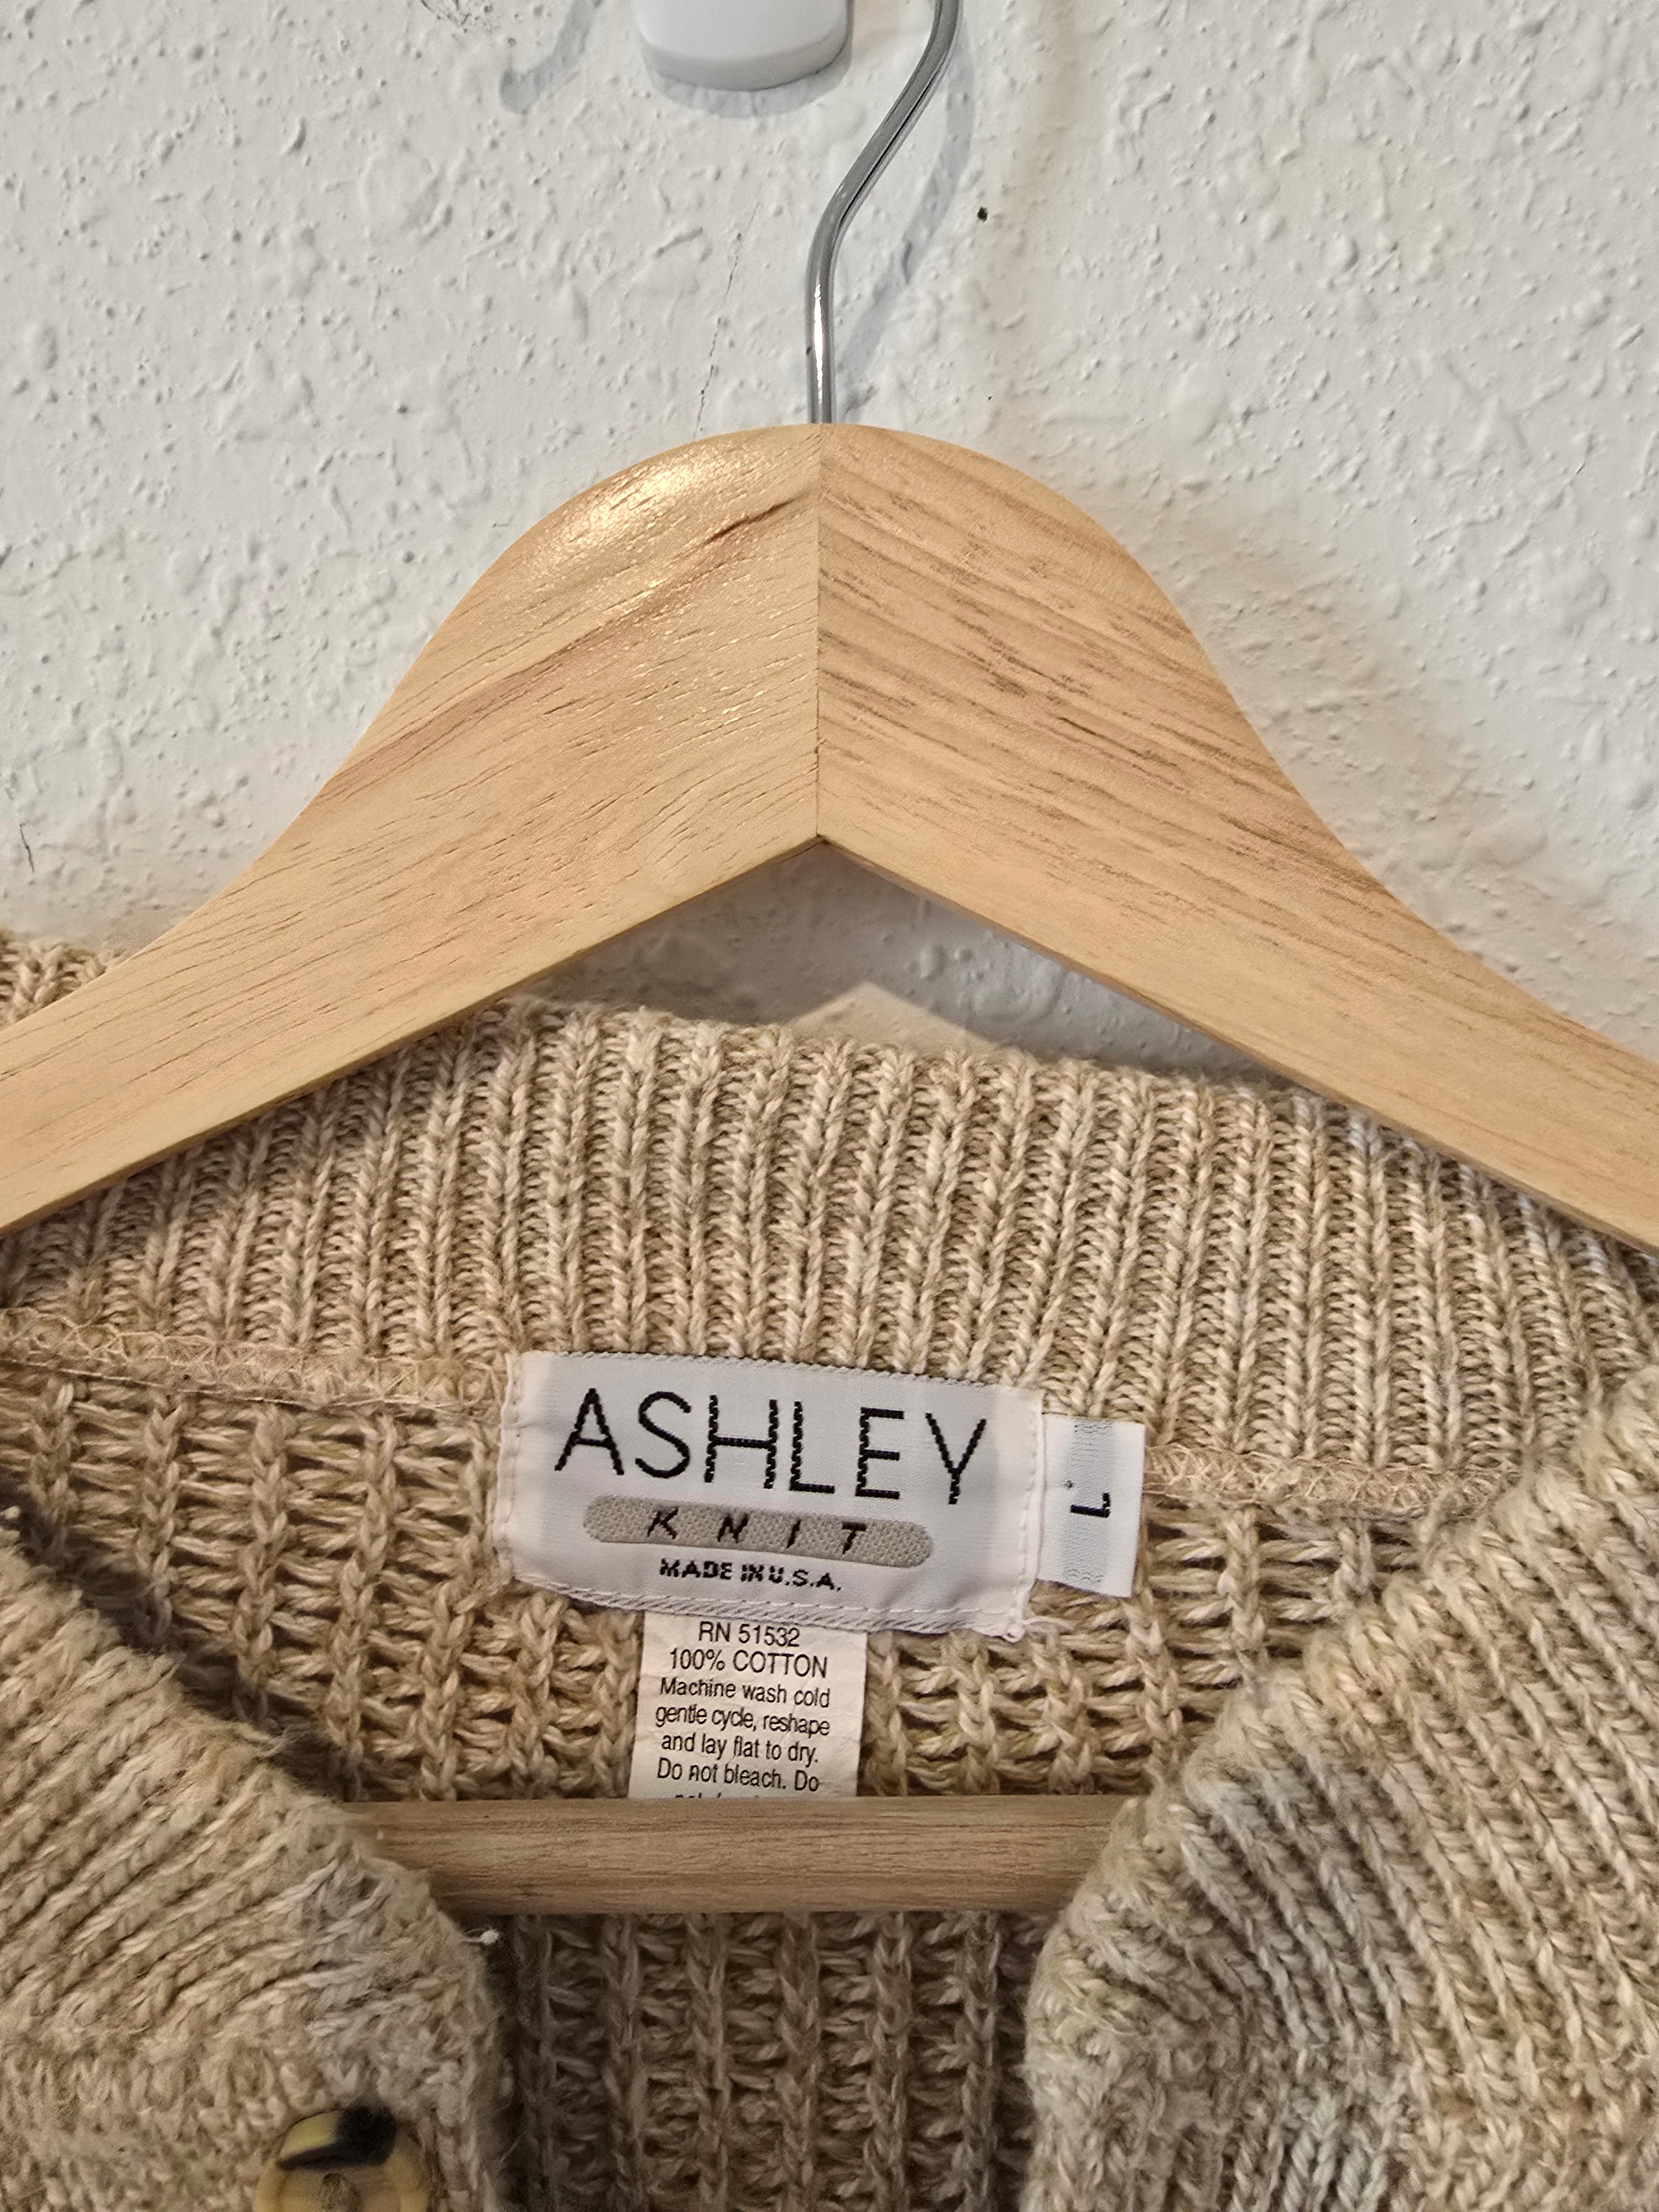 ASHLEY
KNIT
MADE IN U.S.A.
L
RN 51532
100% COTTON
Machine wash cold
gentle cycle, reshape
and lay flat to dry.
Do not bleach. Do